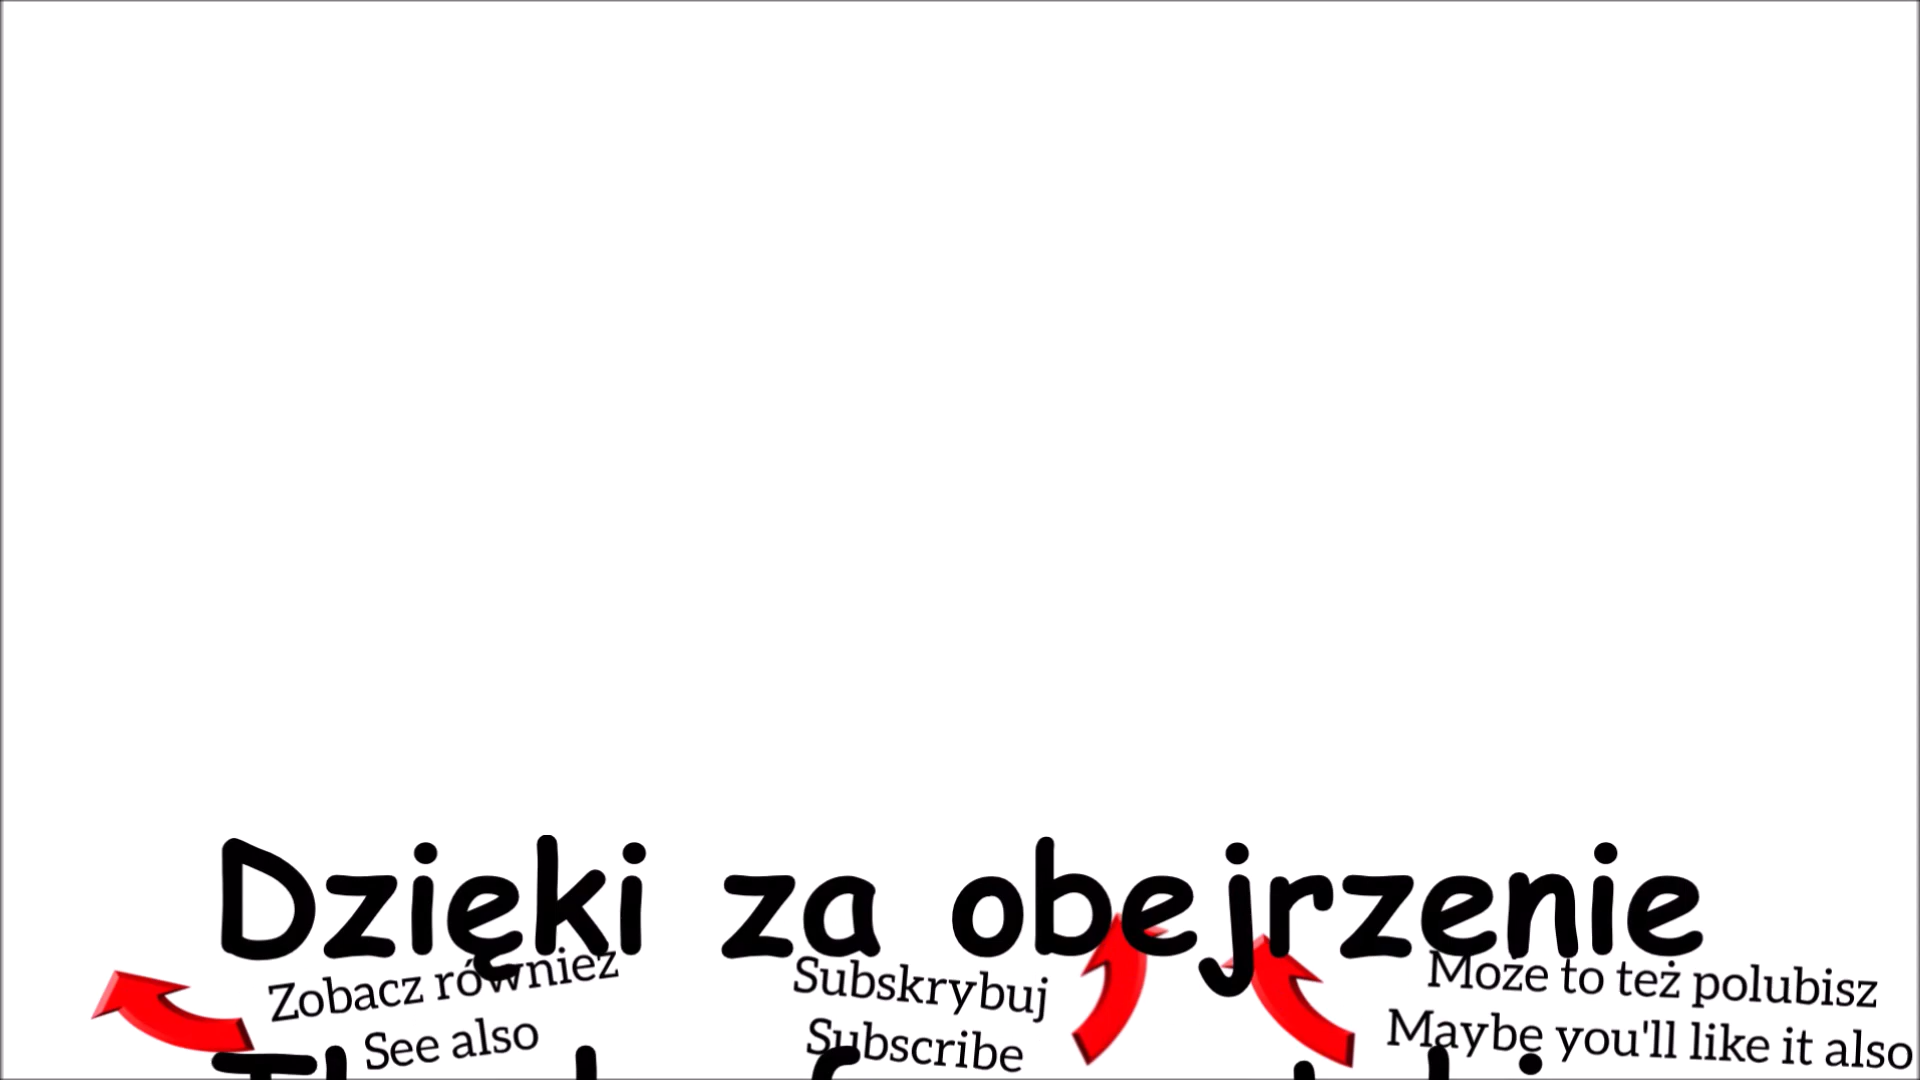 Dzięki za obejrzenie
Zobacz również
See also
Subskrybuj
Subscribe
Może to też polubisz
Maybe you'll like it also